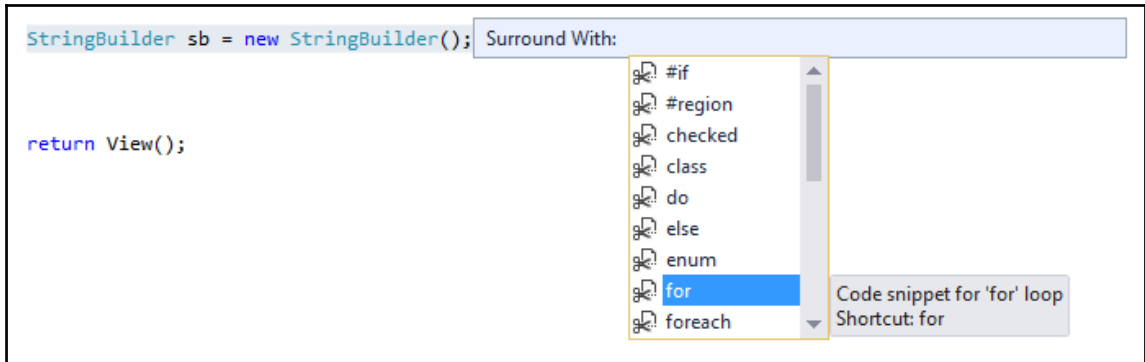 StringBuilder sb = new StringBuilder(); Surround With:
#if
#region
checked
return View();
class
do
else
enum
for
Code snippet for 'for' loop
Shortcut: for
foreach